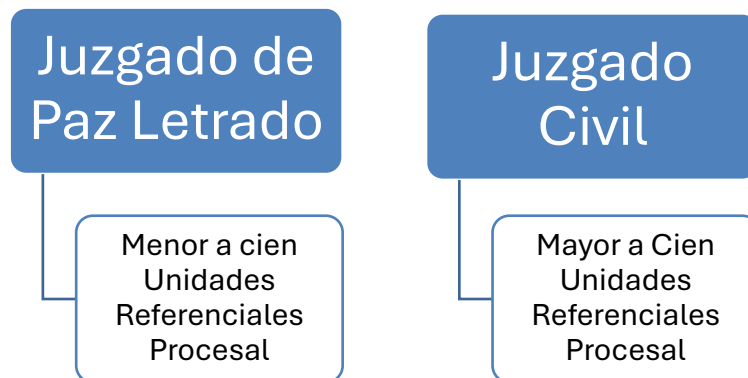 Juzgado de
Paz Letrado
Menor a cien
Unidades
Referenciales
Procesal
Juzgado
Civil
Mayor a Cien
Unidades
Referenciales
Procesal